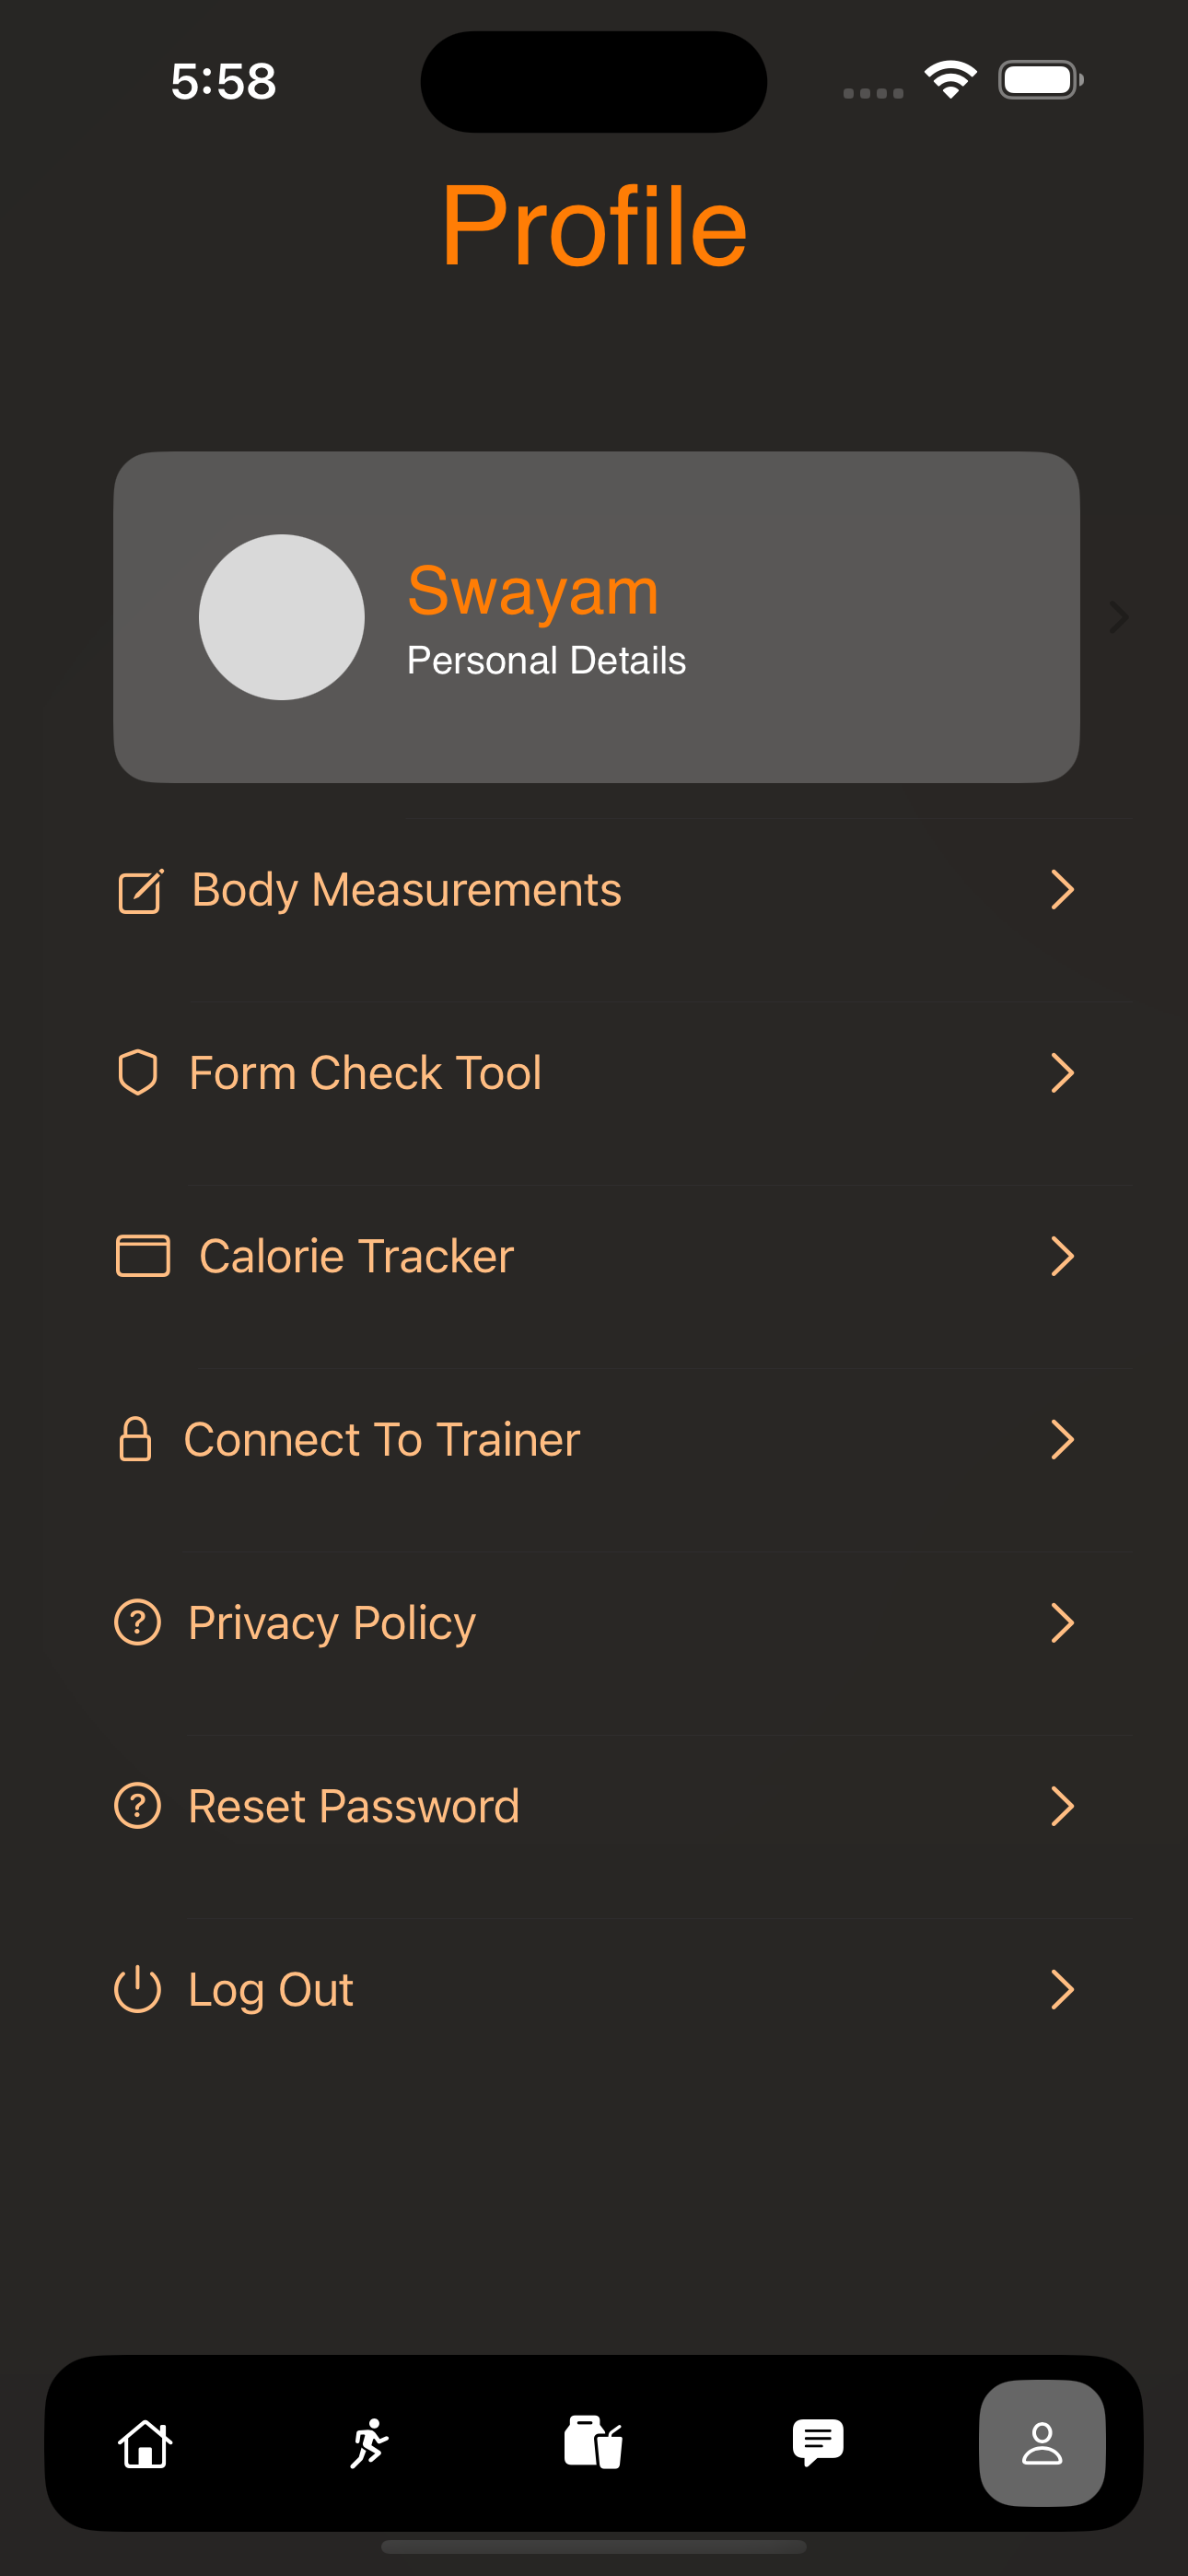 5:58
Profile
Swayam
Personal Details
Body Measurements
Form Check Tool
Calorie Tracker
Connect To Trainer
Privacy Policy
Reset Password
Log Out